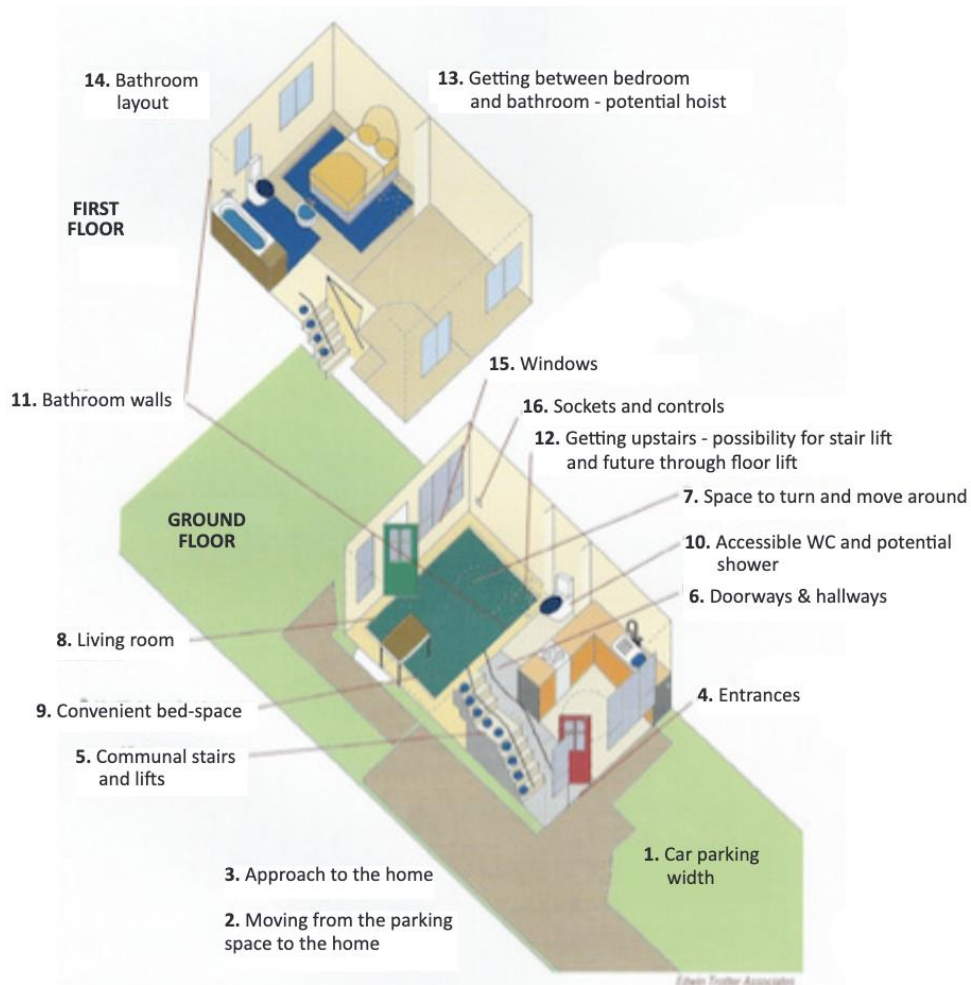 14. Bathroom
layout
13. Getting between bedroom
and bathroom - potential hoist
FIRST
FLOOR
15. Windows
11. Bathroom walls
16. Sockets and controls
12. Getting upstairs - possibility for stair lift
and future through floor lift
7. Space to turn and move around
GROUND
FLOOR
10. Accessible WC and potential
shower
6. Doorways & hallways
8. Living room
4. Entrances
9. Convenient bed-space
5. Communal stairs
and lifts
1. Car parking
width
3. Approach to the home
2. Moving from the parking
space to the home
Edwin Trotter Associates